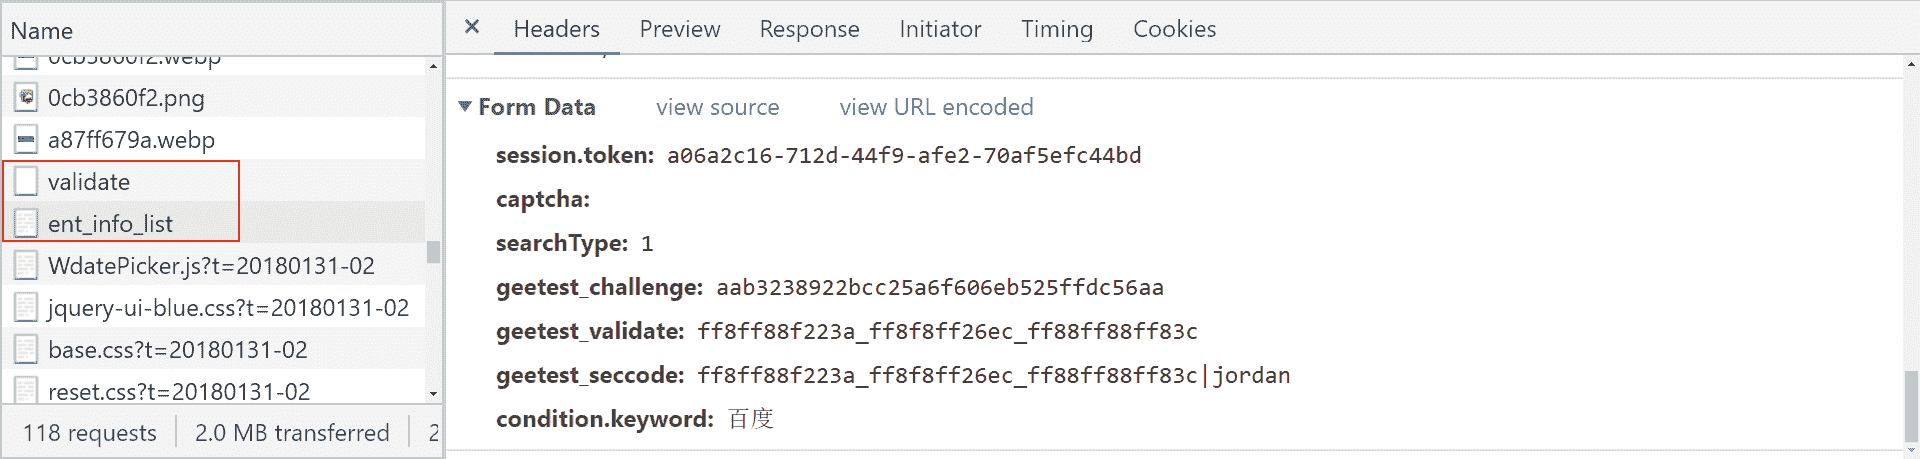 Name
0cb3860f2.webp
0cb3860f2.png
a87ff679a.webp
validate
ent_info_list
WdatePicker.js?t=20180131-02
jquery-ui-blue.css?t=20180131-02
base.css?t=20180131-02
reset.css?t=20180131-02
118 requests 2.0 MB transferred 2
× Headers Preview Response Initiator Timing Cookies
Form Data view source view URL encoded
session.token: a06a2c16-712d-44f9-afe2-70af5efc44bd
captcha:
searchType: 1
geetest_challenge: aab3238922bcc25a6f606eb525ffdc56aa
geetest_validate: ff8ff88f223a_ff8f8ff26ec_ff88ff88ff83c
geetest_seccode: ff8ff88f223a_ff8f8ff26ec_ff88ff88ff83c|jordan
condition.keyword: 百度